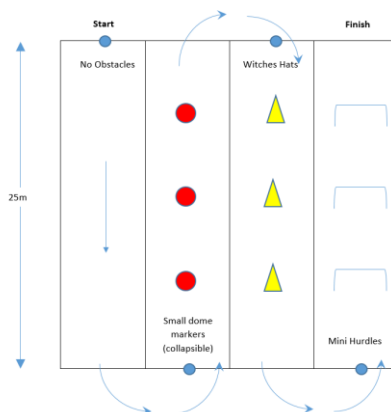 Start
Finish
No Obstacles
Witches Hats
25m
Small dome
markers
(collapsible)
Mini Hurdles